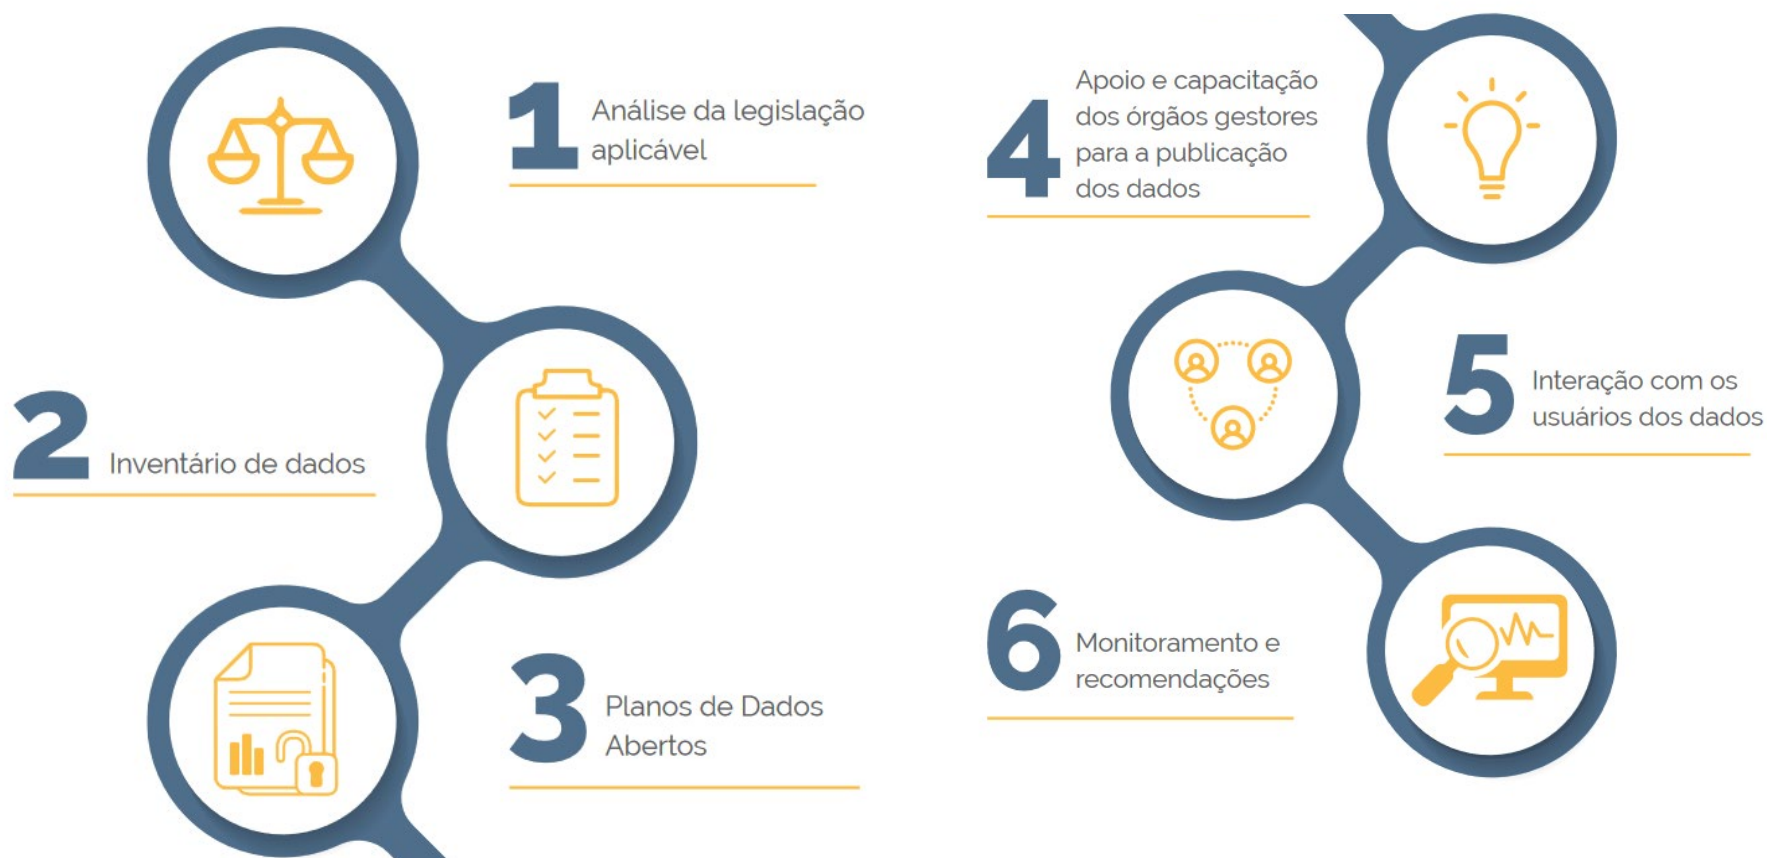 1
Análise da legislação
aplicável
2
Inventário de dados
3
Planos de Dados
Abertos
4
Apoio e capacitação
dos órgãos gestores
para a publicação
dos dados
5
Interação com os
usuários dos dados
6
Monitoramento e
recomendações